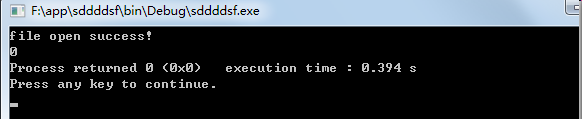 F:\app\sddddsf\bin\Debug\sddddsf.exe
file open success!
0
Process returned 0 (0x0)   execution time : 0.394 s
Press any key to continue.